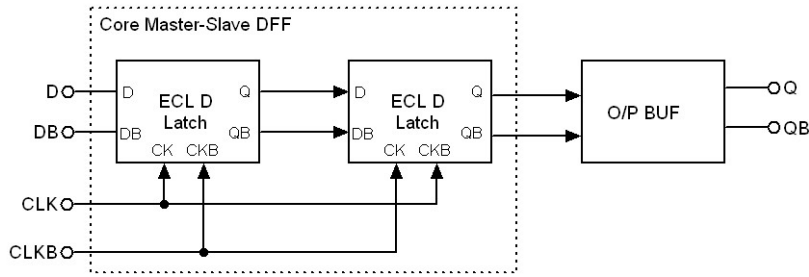 Core Master-Slave DFF
D
DB
CLK
CLKB
D
Q
ECL D
Latch
DB
QB
CK
CKB
D
Q
ECL D
Latch
DB
QB
CK
CKB
O/P BUF
Q
QB